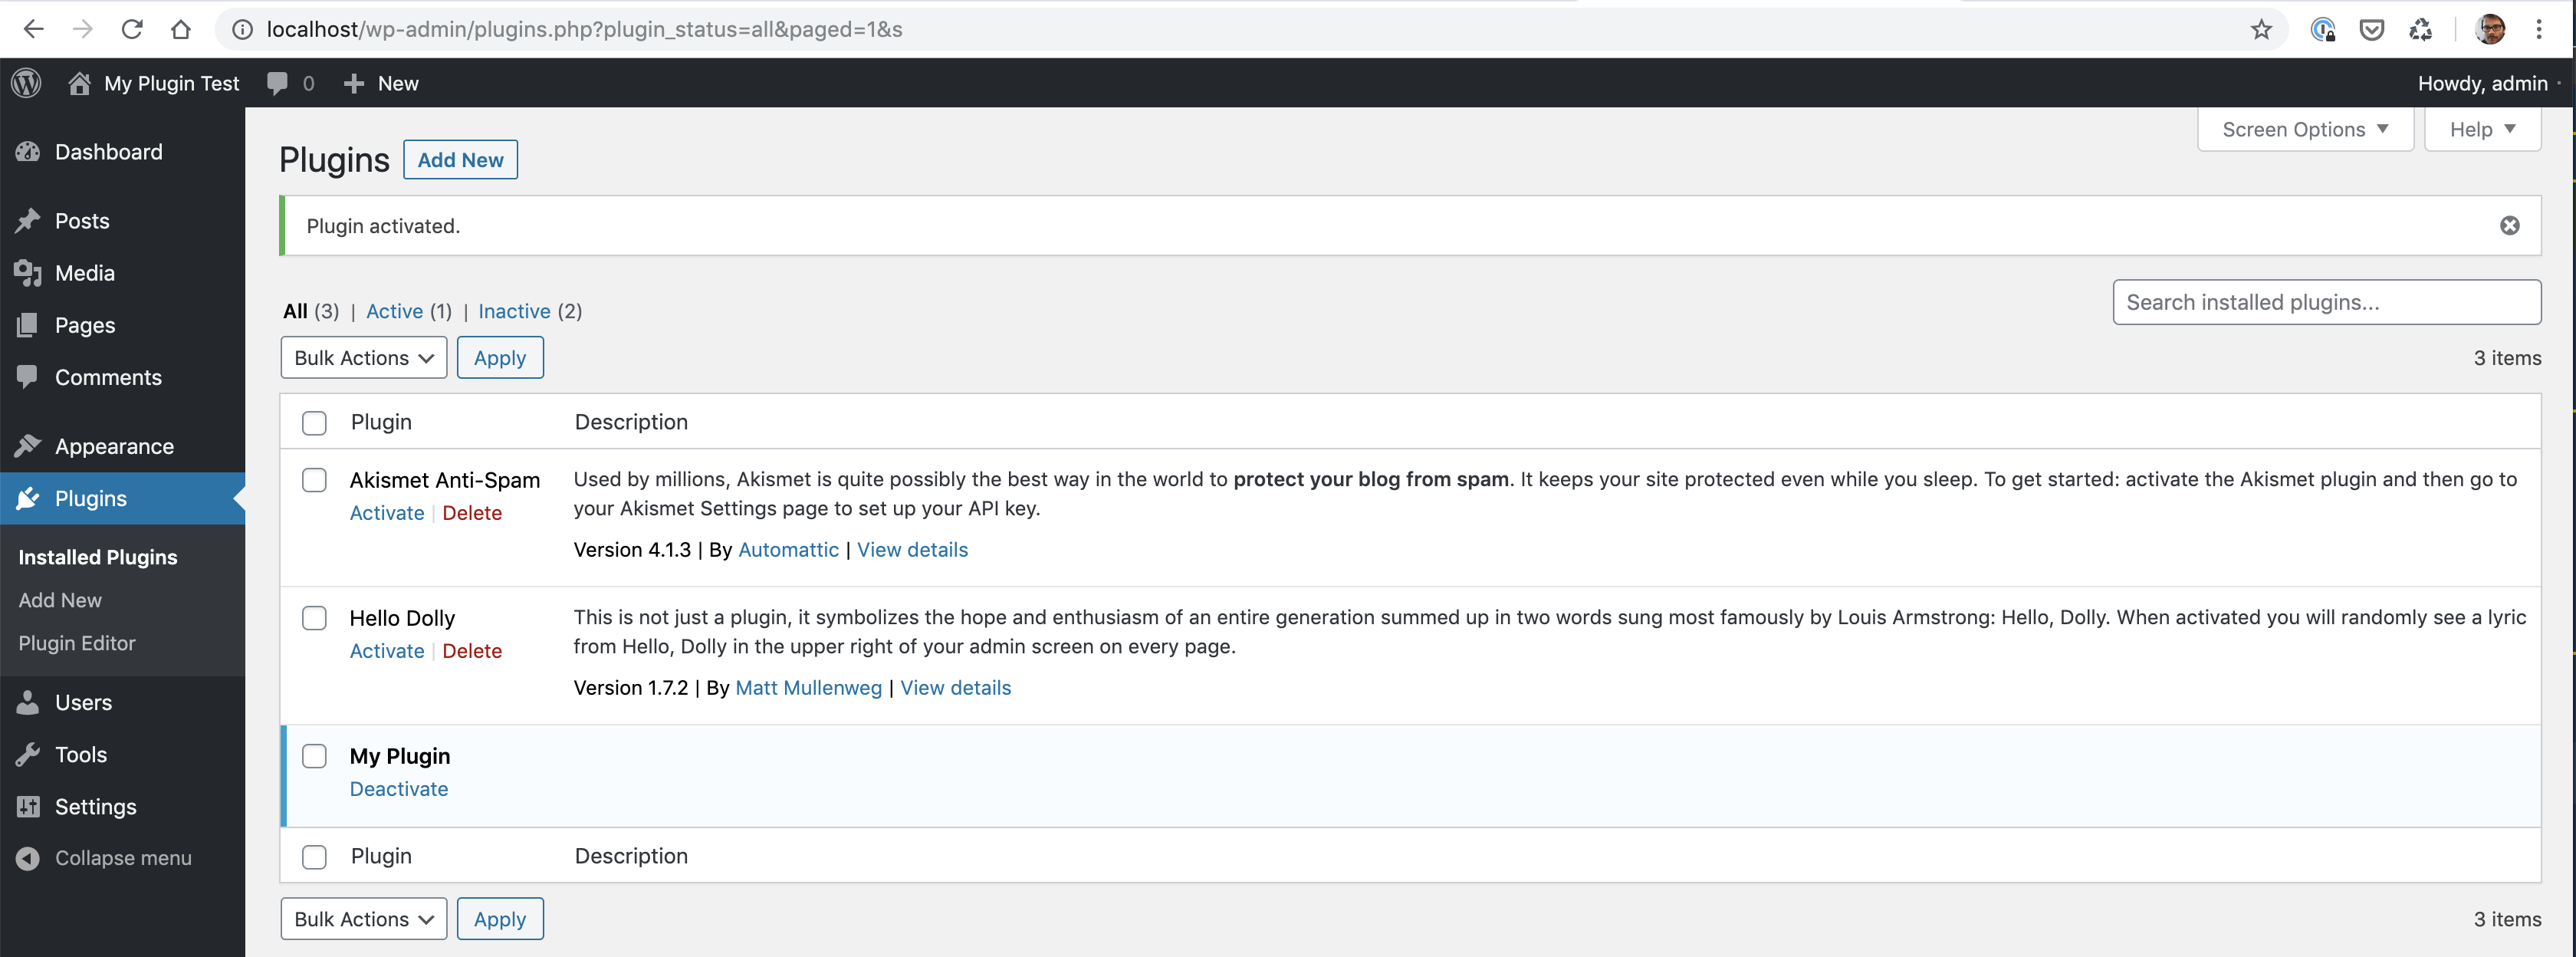 localhost/wp-admin/plugins.php?plugin_status=all&paged=1&s
My Plugin Test 0 New Howdy, admin
Screen Options Help
Dashboard
Posts
Media
Pages
Comments
Appearance
Plugins
Installed Plugins
Add New
Plugin Editor
Users
Tools
Settings
Collapse menu
Plugins Add New
Plugin activated.
All (3) | Active (1) | Inactive (2)
Search installed plugins...
Bulk Actions Apply
3 items
Plugin Description
Akismet Anti-Spam
Activate | Delete
Used by millions, Akismet is quite possibly the best way in the world to protect your blog from spam. It keeps your site protected even while you sleep. To get started: activate the Akismet plugin and then go to
your Akismet Settings page to set up your API key.
Version 4.1.3 | By Automattic | View details
Hello Dolly
Activate | Delete
This is not just a plugin, it symbolizes the hope and enthusiasm of an entire generation summed up in two words sung most famously by Louis Armstrong: Hello, Dolly. When activated you will randomly see a lyric
from Hello, Dolly in the upper right of your admin screen on every page.
Version 1.7.2 | By Matt Mullenweg | View details
My Plugin
Deactivate
Plugin Description
Bulk Actions Apply
3 items